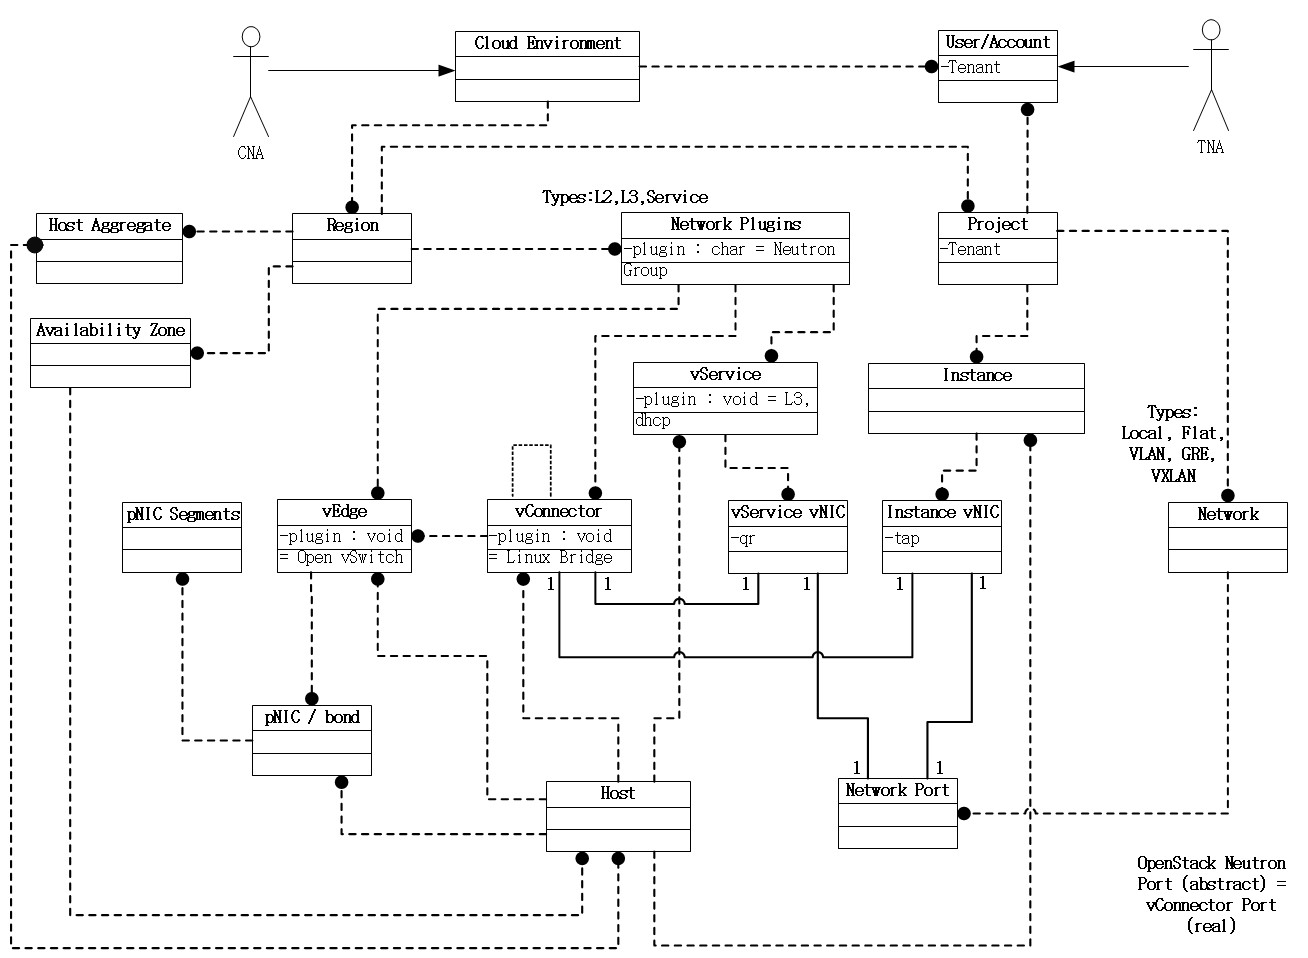 Cloud Environment
User/Account
-Tenant
CNA
TNA
Types:L2,L3,Service
Host Aggregate
Region
Network Plugins
-plugin : char = Neutron
Group
Project
-Tenant
Availability Zone
vService
-plugin : void = L3,
dhcp
Instance
Types:
Local, Flat,
VLAN, GRE,
VXLAN
pNIC Segments
vEdge
-plugin : void
= Open vSwitch
vConnector
-plugin : void
= Linux Bridge
vService vNIC
-qr
Instance vNIC
-tap
Network
1
1
1
1
1
1
pNIC / bond
1
1
Host
Network Port
OpenStack Neutron
Port (abstract) =
vConnector Port
(real)